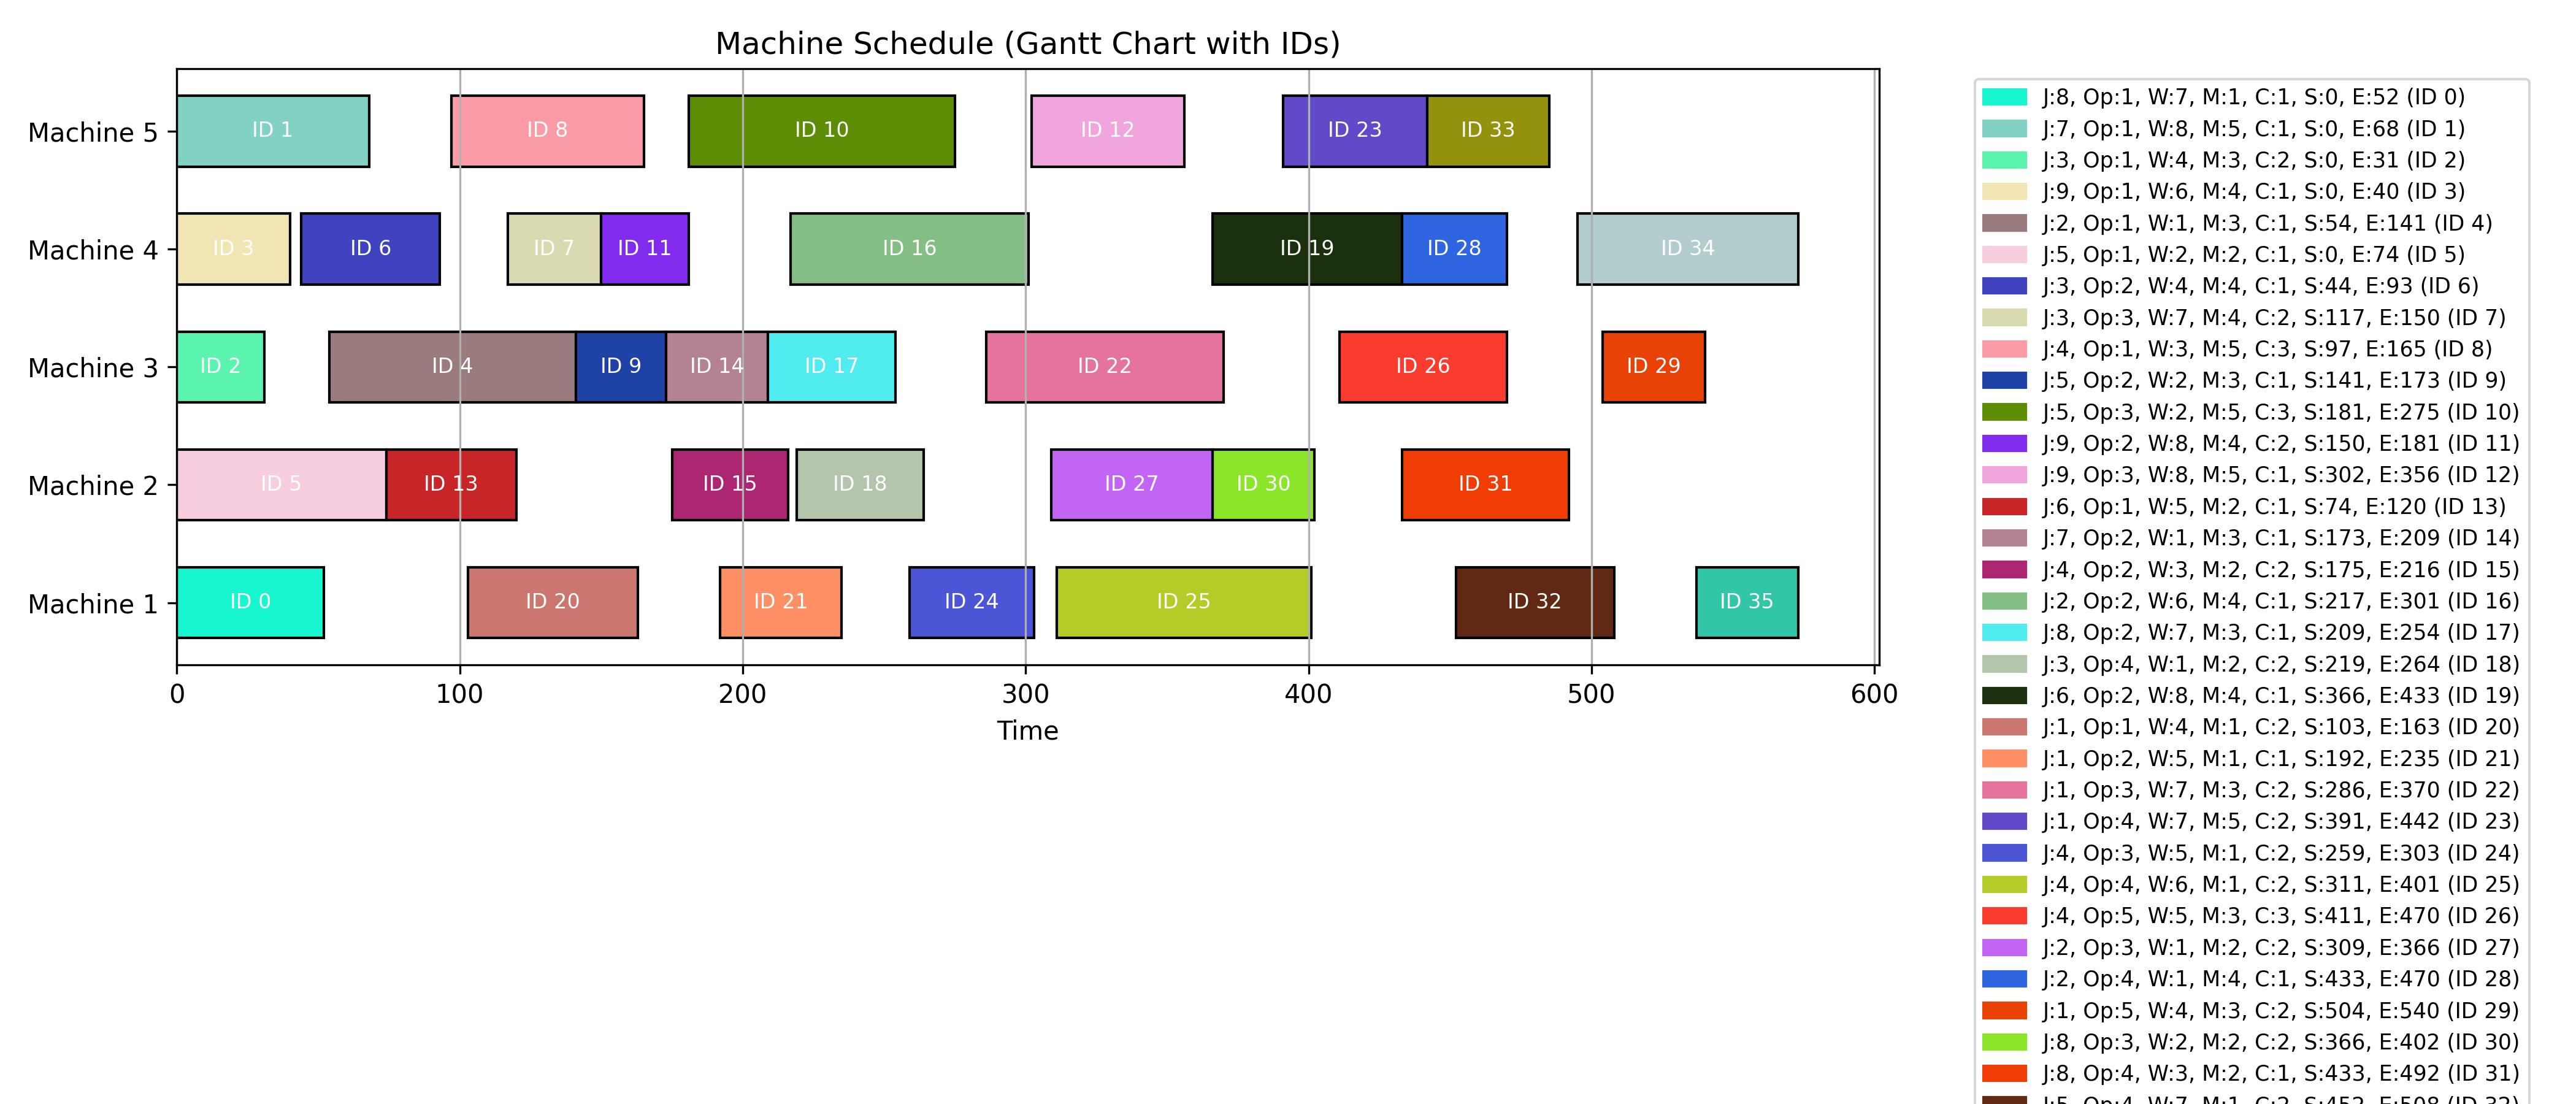 Machine Schedule (Gantt Chart with IDs)
Machine 5
ID 1
ID 8
ID 10
ID 12
ID 23
ID 33
Machine 4
ID 3
ID 6
ID 7
ID 11
ID 16
ID 19
ID 28
ID 34
Machine 3
ID 2
ID 4
ID 9
ID 14
ID 17
ID 22
ID 26
ID 29
Machine 2
ID 5
ID 13
ID 15
ID 18
ID 27
ID 30
ID 31
Machine 1
ID 0
ID 20
ID 21
ID 24
ID 25
ID 32
ID 35
0 100 200 300 400 500 600
Time
J:8, Op:1, W:7, M:1, C:1, S:0, E:52 (ID 0)
J:7, Op:1, W:8, M:5, C:1, S:0, E:68 (ID 1)
J:3, Op:1, W:4, M:3, C:2, S:0, E:31 (ID 2)
J:9, Op:1, W:6, M:4, C:1, S:0, E:40 (ID 3)
J:2, Op:1, W:1, M:3, C:1, S:54, E:141 (ID 4)
J:5, Op:1, W:2, M:2, C:1, S:0, E:74 (ID 5)
J:3, Op:2, W:4, M:4, C:1, S:44, E:93 (ID 6)
J:3, Op:3, W:7, M:4, C:2, S:117, E:150 (ID 7)
J:4, Op:1, W:3, M:5, C:3, S:97, E:165 (ID 8)
J:5, Op:2, W:2, M:3, C:1, S:141, E:173 (ID 9)
J:5, Op:3, W:2, M:5, C:3, S:181, E:275 (ID 10)
J:9, Op:2, W:8, M:4, C:2, S:150, E:181 (ID 11)
J:9, Op:3, W:8, M:5, C:1, S:302, E:356 (ID 12)
J:6, Op:1, W:5, M:2, C:1, S:74, E:120 (ID 13)
J:7, Op:2, W:1, M:3, C:1, S:173, E:209 (ID 14)
J:4, Op:2, W:3, M:2, C:2, S:175, E:216 (ID 15)
J:2, Op:2, W:6, M:4, C:1, S:217, E:301 (ID 16)
J:8, Op:2, W:7, M:3, C:1, S:209, E:254 (ID 17)
J:3, Op:4, W:1, M:2, C:2, S:219, E:264 (ID 18)
J:6, Op:2, W:8, M:4, C:1, S:366, E:433 (ID 19)
J:1, Op:1, W:4, M:1, C:2, S:103, E:163 (ID 20)
J:1, Op:2, W:5, M:1, C:1, S:192, E:235 (ID 21)
J:1, Op:3, W:7, M:3, C:2, S:286, E:370 (ID 22)
J:1, Op:4, W:7, M:5, C:2, S:391, E:442 (ID 23)
J:4, Op:3, W:5, M:1, C:2, S:259, E:303 (ID 24)
J:4, Op:4, W:6, M:1, C:2, S:311, E:401 (ID 25)
J:4, Op:5, W:5, M:3, C:3, S:411, E:470 (ID 26)
J:2, Op:3, W:1, M:2, C:2, S:309, E:366 (ID 27)
J:2, Op:4, W:1, M:4, C:1, S:433, E:470 (ID 28)
J:1, Op:5, W:4, M:3, C:2, S:504, E:540 (ID 29)
J:8, Op:3, W:2, M:2, C:2, S:366, E:402 (ID 30)
J:8, Op:4, W:3, M:2, C:1, S:433, E:492 (ID 31)